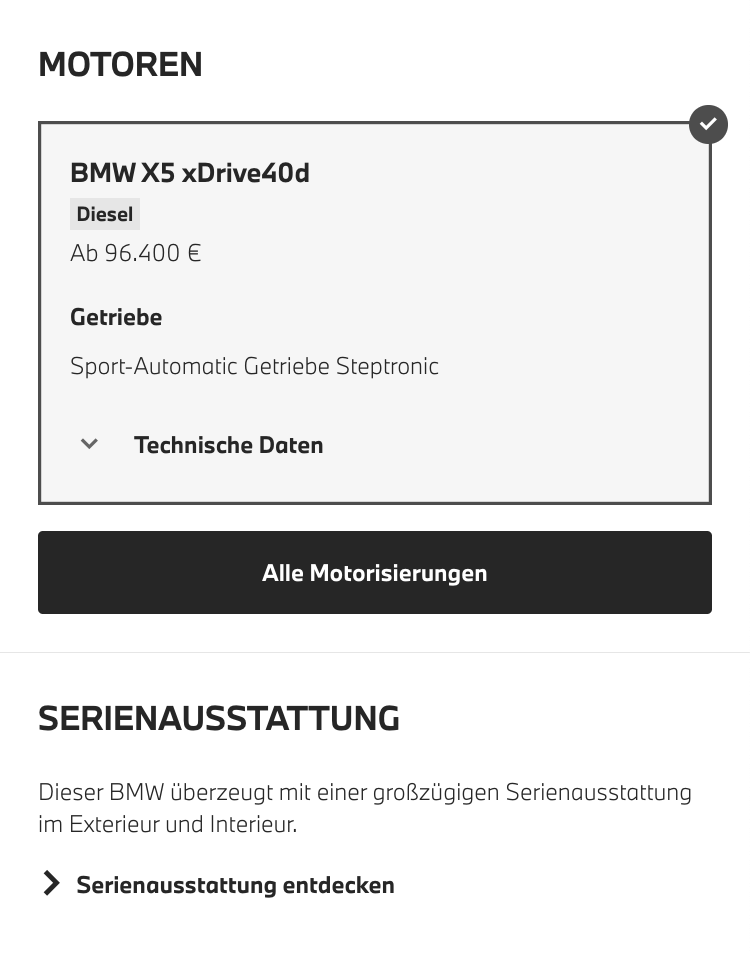 MOTOREN
BMW X5 xDrive40d
Diesel
Ab 96.400 €
Getriebe
Sport-Automatic Getriebe Steptronic
Technische Daten
Alle Motorisierungen
SERIENAUSSTATTUNG
Dieser BMW überzeugt mit einer großzügigen Serienausstattung
im Exterieur und Interieur.
Serienausstattung entdecken